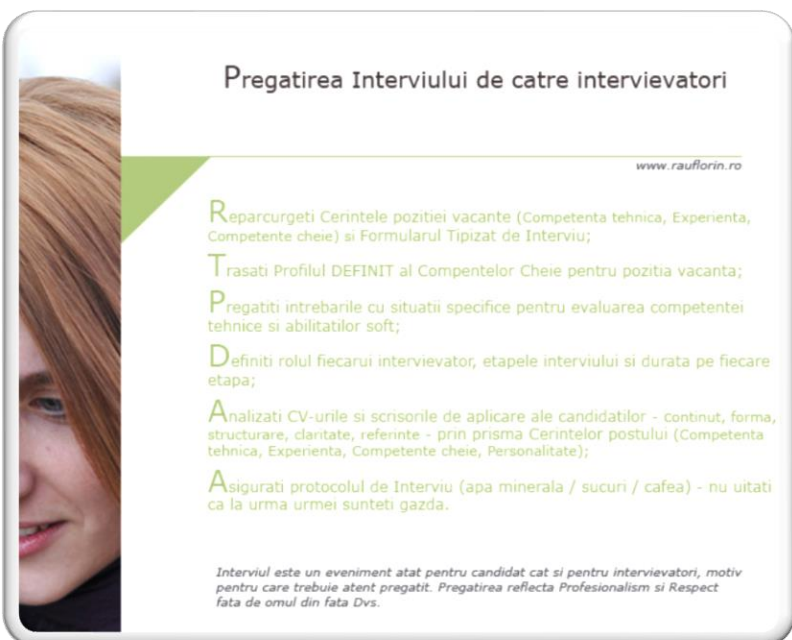 Pregatirea Interviului de catre intervievatori
www.rauflorin.ro
Reparcurgeti Cerintele pozitiei vacante (Competenta tehnica, Experienta,
Competente cheie) si Formularul Tipizat de Interviu;
Trasati Profilul DEFINIT al Compentelor Cheie pentru pozitia vacanta;
Pregatiti intrebarile cu situatii specifice pentru evaluarea competentei
tehnice si abilitatilor soft;
Definiti rolul fiecarui intervievator, etapele interviului si durata pe fiecare
etapa;
Analizati CV-urile si scrisorile de aplicare ale candidatilor - continut, forma,
structurare, claritate, referinte - prin prisma Cerintelor postului (Competenta
tehnica, Experienta, Competente cheie, Personalitate);
Asigurati protocolul de Interviu (apa minerala / sucuri / cafea) - nu uitati
ca la urma urmei sunteti gazda.
Interviul este un eveniment atat pentru candidat cat si pentru intervievatori, motiv
pentru care trebuie atent pregatit. Pregatirea reflecta Profesionalism si Respect
fata de omul din fata Dvs.